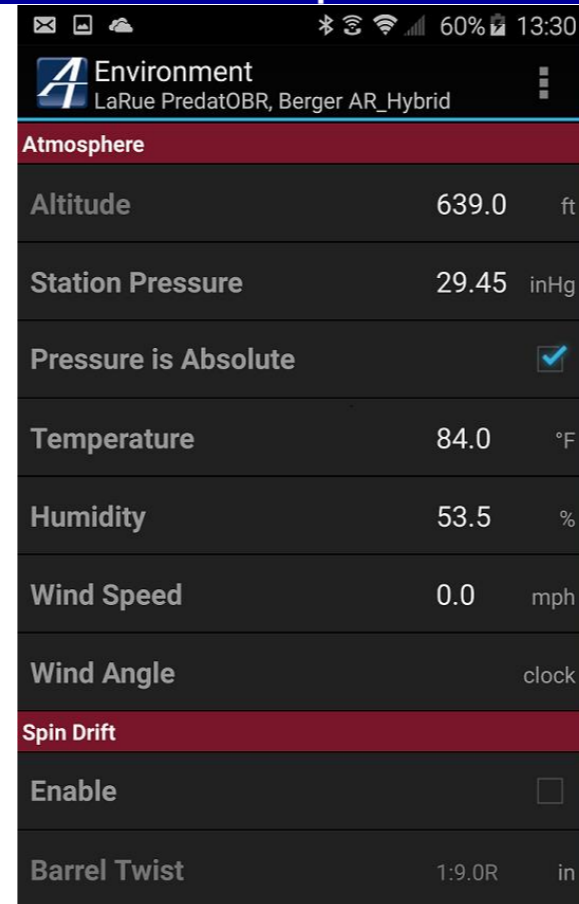 60% 13:30
Environment
LaRue PredatOBR, Berger AR_Hybrid
Atmosphere
Altitude 639.0 ft
Station Pressure 29.45 inHg
Pressure is Absolute
Temperature 84.0 °F
Humidity 53.5 %
Wind Speed 0.0 mph
Wind Angle clock
Spin Drift
Enable
Barrel Twist 1:9.0R in